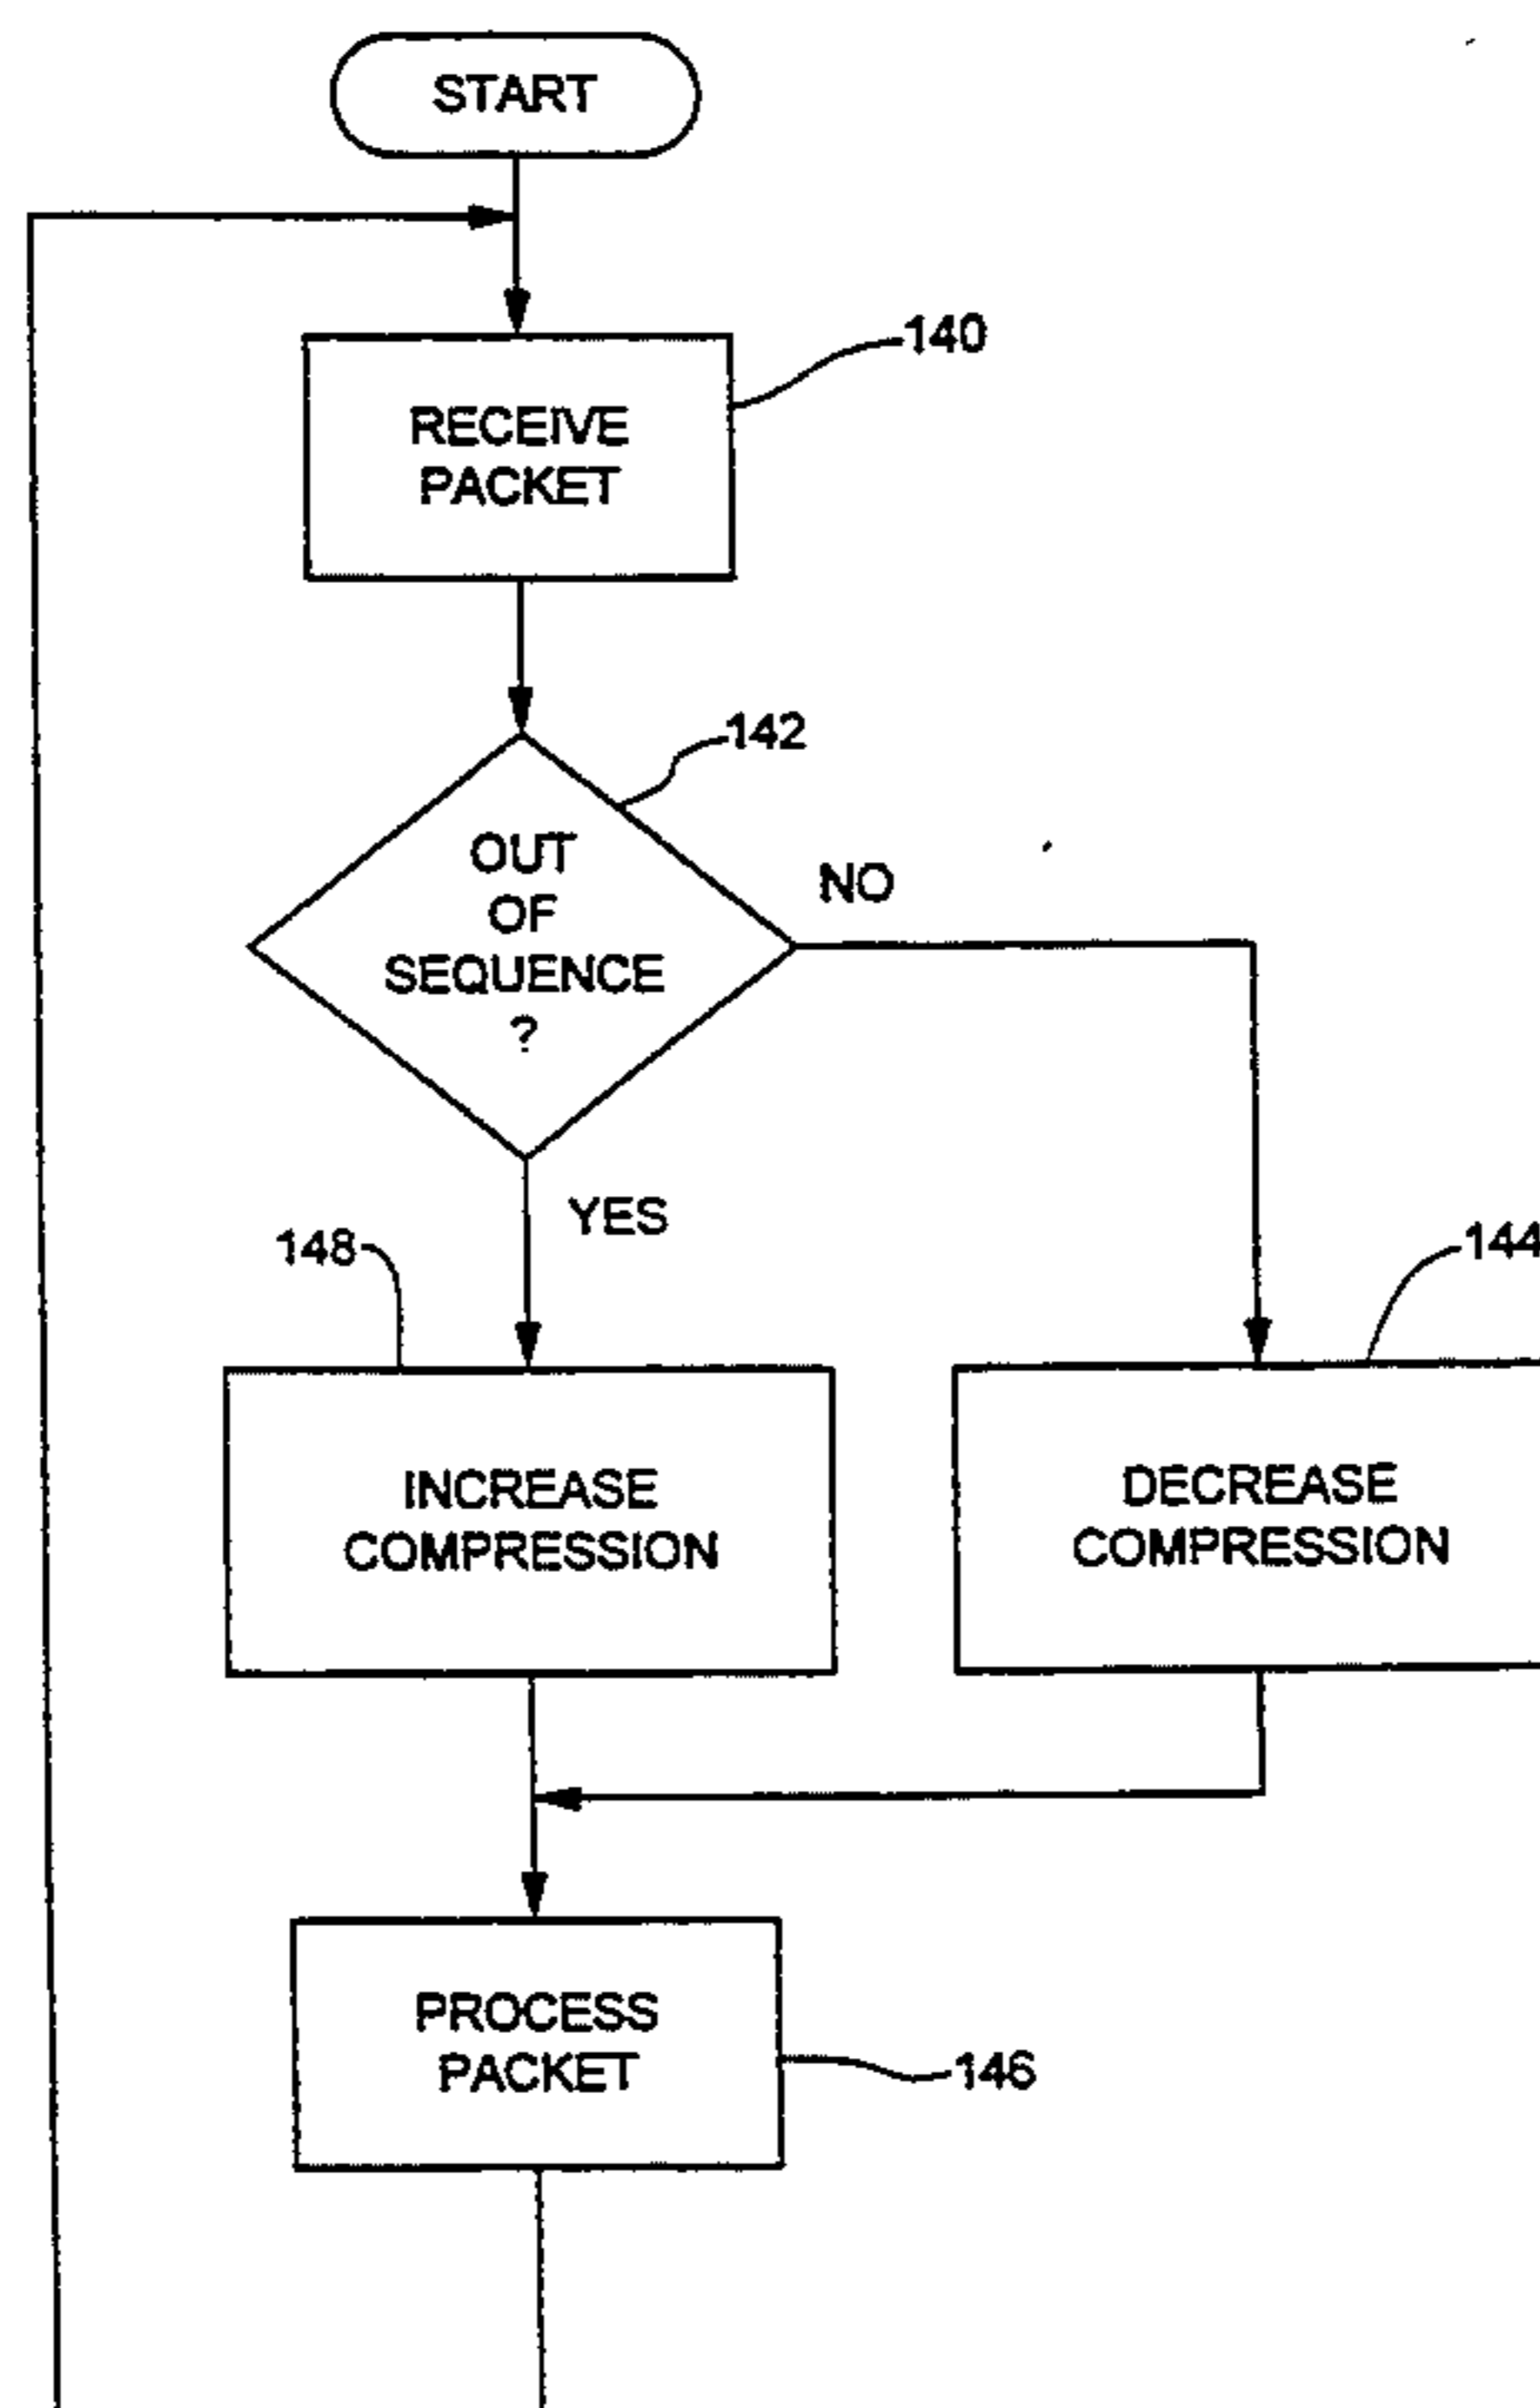 START
140
RECEIVE
PACKET
142
OUT
OF
SEQUENCE
?
NO
YES
148
144
INCREASE
COMPRESSION
DECREASE
COMPRESSION
PROCESS
PACKET
146